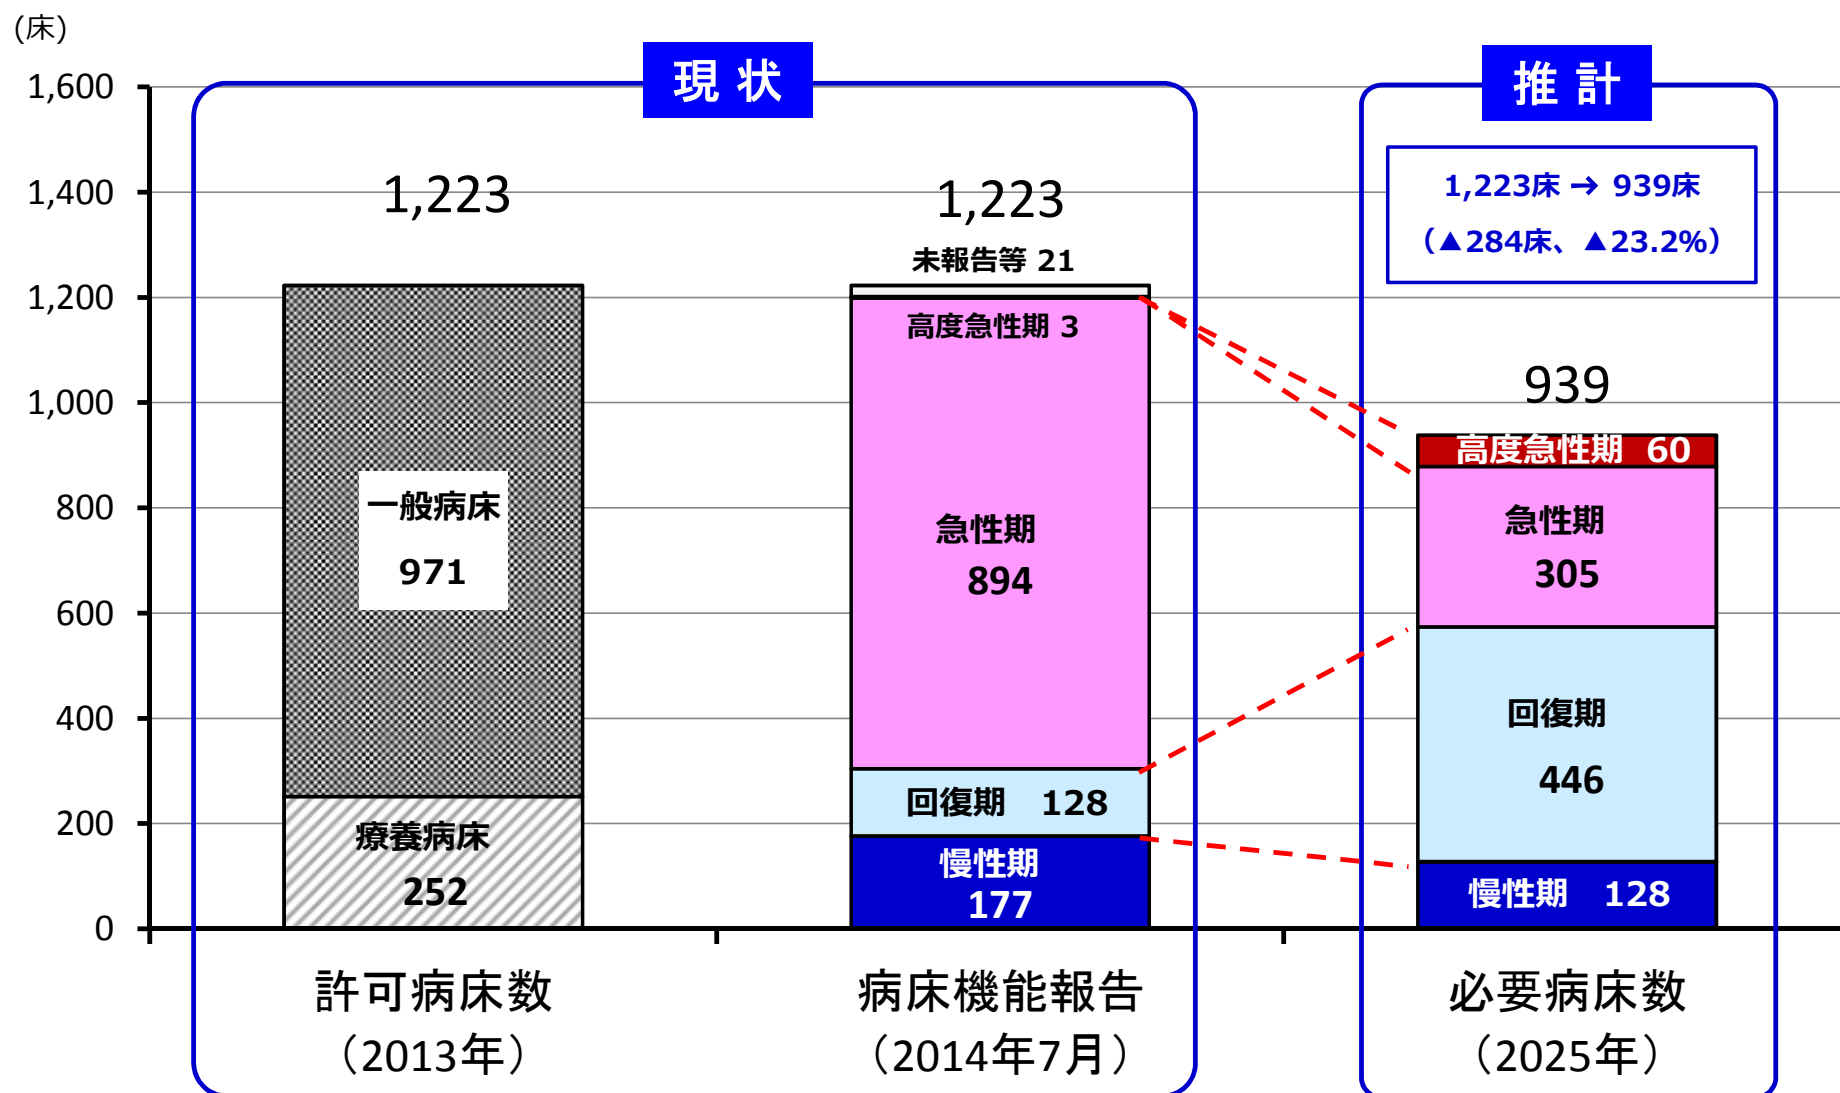 (床)
現 状
推 計
1,600
1,400
1,200
1,000
800
600
400
200
0
1,223
一般病床
971
療養病床
252
1,223
未報告等 21
高度急性期 3
急性期
894
回復期 128
慢性期
177
1,223床 → 939床
（▲284床、▲23.2%）
939
高度急性期 60
急性期
305
回復期
446
慢性期 128
許可病床数
（2013年）
病床機能報告
（2014年7月）
必要病床数
（2025年）